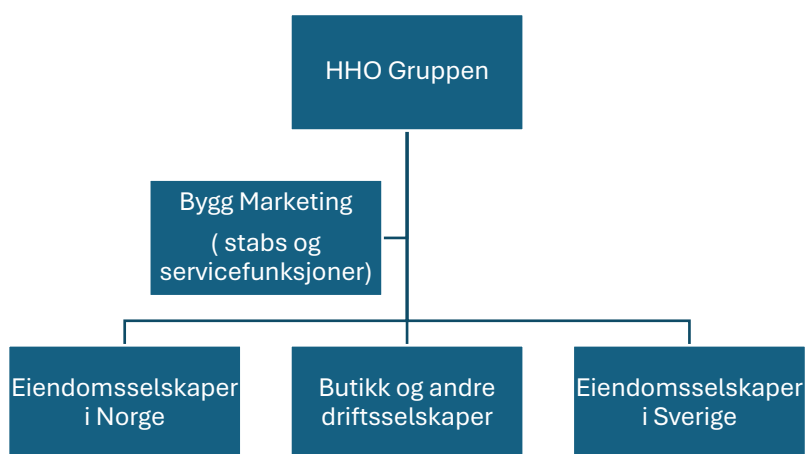 HHO Gruppen
Bygg Marketing
( stabs og
servicefunksjoner)
Eiendomsselskaper
i Norge
Butikk og andre
driftsselskaper
Eiendomsselskaper
i Sverige